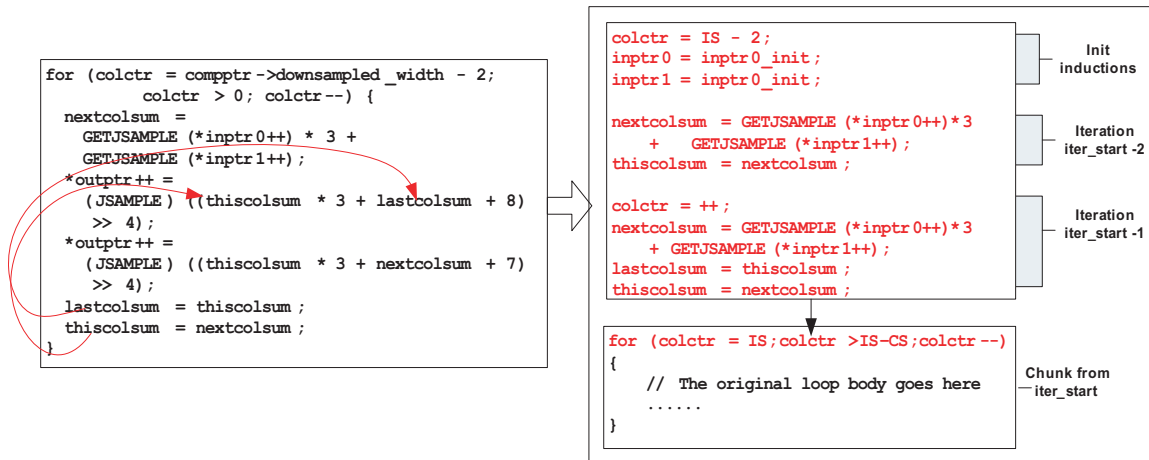 for (colctr = compptr->downsampled_width - 2;
colctr > 0; colctr--) {
nextcolsum =
GETJSAMPLE (*inptr0++) * 3 +
GETJSAMPLE (*inptr1++);
*outptr++ =
(JSAMPLE) ((thiscolsum * 3 + lastcolsum + 8)
>> 4);
*outptr++ =
(JSAMPLE) ((thiscolsum * 3 + nextcolsum + 7)
>> 4);
lastcolsum = thiscolsum;
thiscolsum = nextcolsum;
}
colctr = IS - 2;
inptr0 = inptr0_init;
inptr1 = inptr0_init;
Init
inductions
nextcolsum = GETJSAMPLE (*inptr0++)*3
+ GETJSAMPLE (*inptr1++);
thiscolsum = nextcolsum;
Iteration
iter_start -2
colctr = ++;
nextcolsum = GETJSAMPLE (*inptr0++)*3
+ GETJSAMPLE (*inptr1++);
lastcolsum = thiscolsum;
thiscolsum = nextcolsum;
Iteration
iter_start -1
for (colctr = IS;colctr >IS-CS;colctr--)
{
// The original loop body goes here
......
}
Chunk from
iter_start